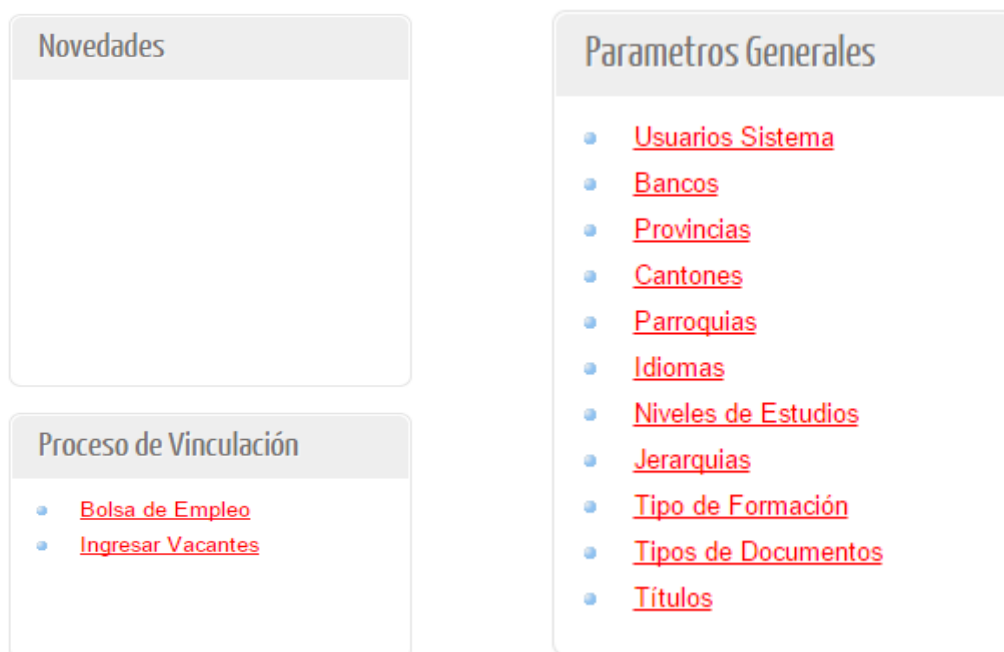 Novedades
Proceso de Vinculación
Bolsa de Empleo
Ingresar Vacantes
Parametros Generales
Usuarios Sistema
Bancos
Provincias
Cantones
Parroquias
Idiomas
Niveles de Estudios
Jerarquias
Tipo de Formación
Tipos de Documentos
Títulos